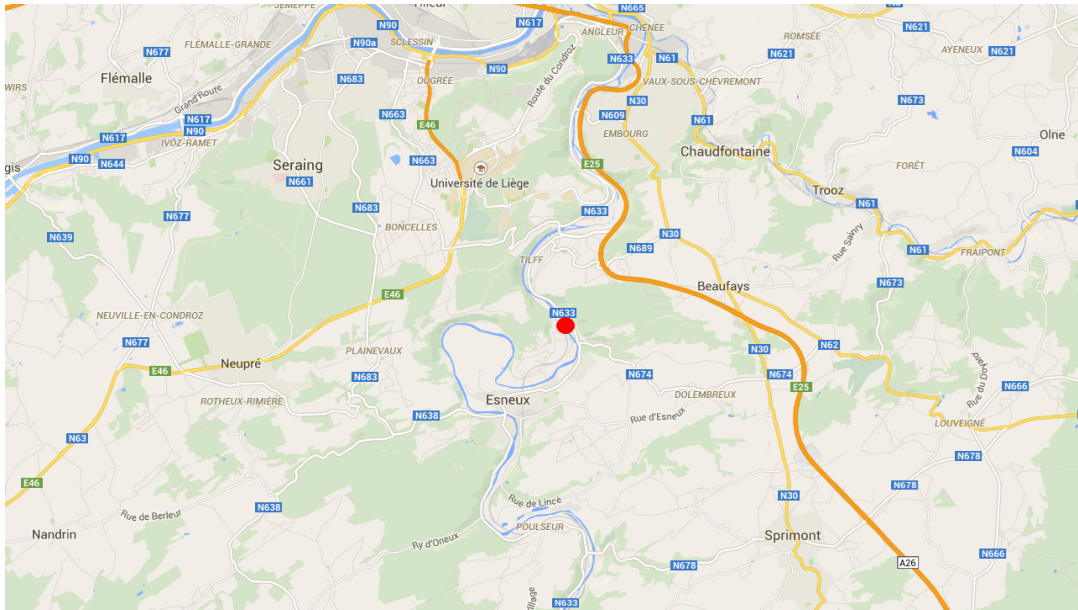 JEMEPPE
Tilleur
N665
N617
ANGLEUR
CHÊNÉE
N90
N677
FLÉMALLE-GRANDE
N90a
SCLESSIN
N633
N61
ROMSÉE
N621
N621
AYENEUX
N621
Flémalle
N683
OUGRÉE
N90
Route du Condroz
VAUX-SOUS-CHÈVREMONT
Grand'Route
N663
N30
N673
N617
N609
N61
E46
EMBOURG
Olne
N617
N90
IVOZ-RAMET
N90
N644
Seraing
N663
E25
Chaudfontaine
N604
FORÊT
N661
Université de Liège
Trooz
N677
N683
N633
N61
N639
BONCELLES
N30
N689
Rue Sainry
N61
FRAIPONT
TILFF
N673
E46
Beaufays
NEUVILLE-EN-CONDROZ
N633
N677
PLAINEVAUX
N30
N62
Neupré
E46
N683
N674
N674
E25
N666
DOLEMBREUX
ROTHEUX-RIMIÈRE
Esneux
Rue d'Esneux
N638
LOUVEIGNÉ
N63
N678
E46
N678
Rue de Lincé
N30
Rue de Berleur
N638
POULSEUR
Nandrin
Ry d'Oneux
Sprimont
N666
N678
A26
N633